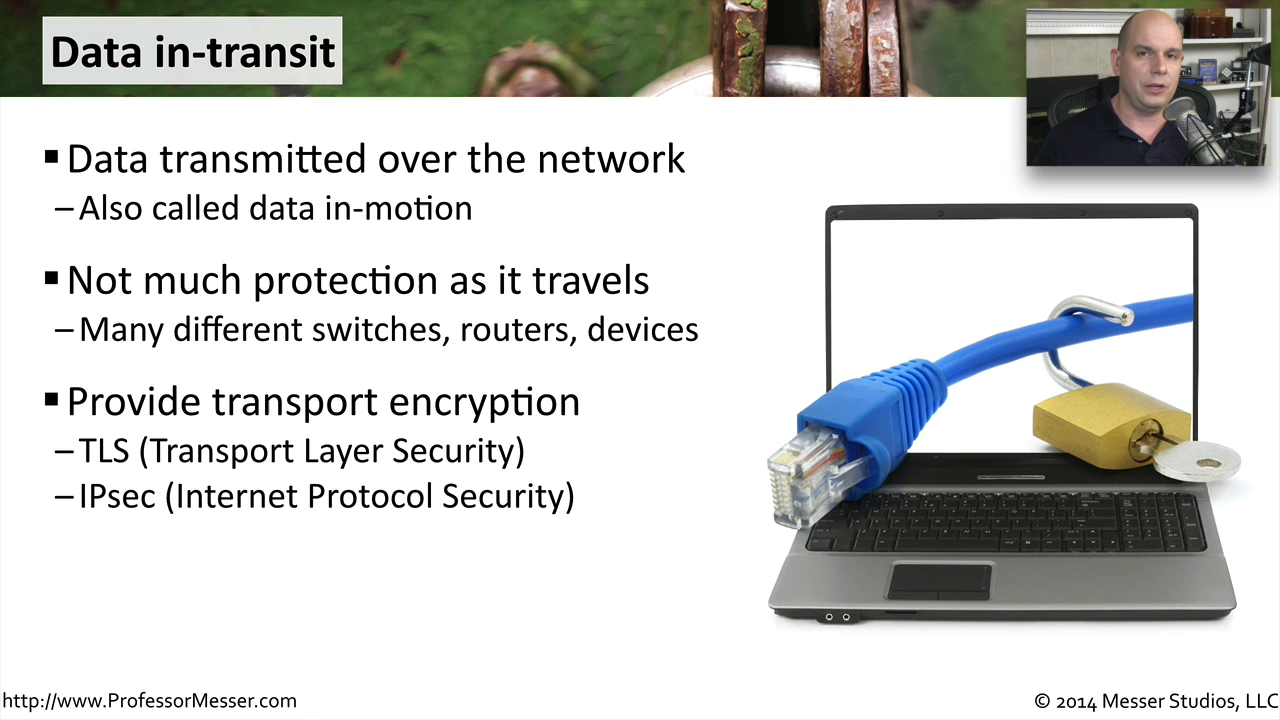 Data in-transit
▪ Data transmitted over the network
– Also called data in-motion
▪ Not much protection as it travels
– Many different switches, routers, devices
▪ Provide transport encryption
– TLS (Transport Layer Security)
– IPsec (Internet Protocol Security)
http://www.ProfessorMesser.com
© 2014 Messer Studios, LLC